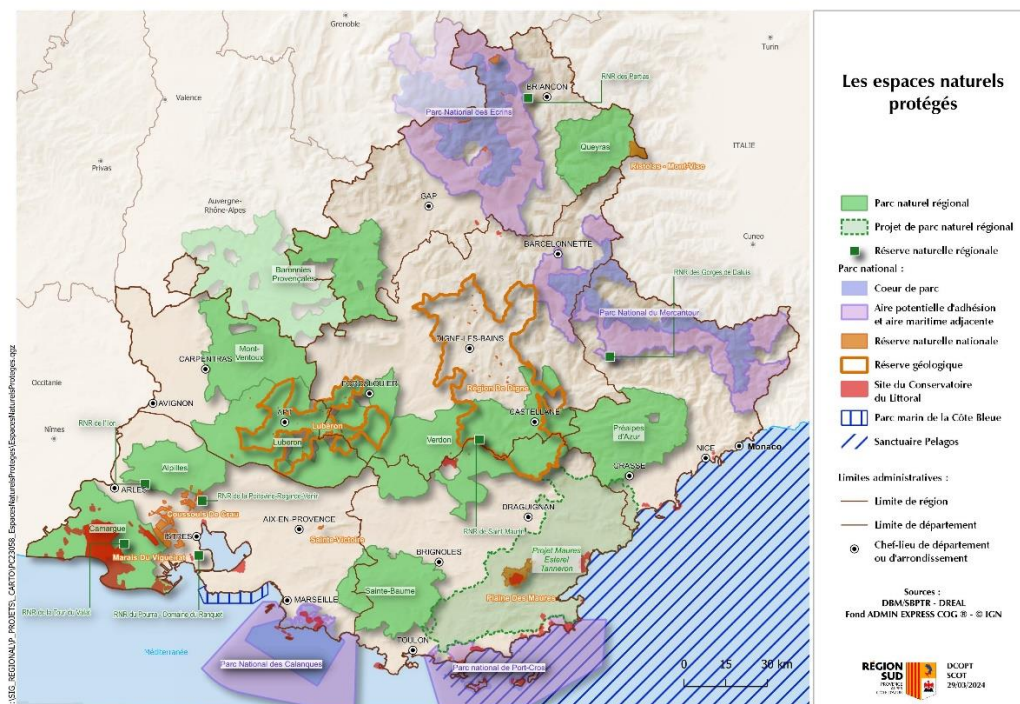 Grenoble
Turin
Valence
RNR des Partias
BRIANÇON
Parc National des Ecrins
Queyras
ITALIE
Ristolas - Mont-Viso
Privas
GAP
Auvergne-
Rhône-Alpes
Cuneo
BARCELONNETTE
Baronnies
Provençales
RNR des Gorges de Daluis
Parc National du Mercantour
DIGNE-LES-BAINS
Mont-
Ventoux
CARPENTRAS
Occitanie
FORCALQUIER
Région De Digne
AVIGNON
Nîmes
APT
Luberon
Luberon
CASTELLANE
Verdon
Préalpes
d'Azur
NICE
Monaco
Alpilles
GRASSE
ARLES
RNR de la Poitevine-Regarde-Venir
Coussouls De Crau
DRAGUIGNAN
AIX-EN-PROVENCE
RNR de Saint Maurin
Camargue
ISTRES
Sainte-Victoire
Marais Du Vigueirat
BRIGNOLES
Projet Maures
Esterel
Tanneron
Plaine Des Maures
Sainte-Baume
RNR de la Tour du Valat
RNR du Pourra - Domaine du Ranquet
MARSEILLE
TOULON
Méditerranée
Parc National des Calanques
Parc national de Port-Cros
0 15 30 km
Les espaces naturels
protégés
Parc naturel régional
Projet de parc naturel régional
Réserve naturelle régionale
Parc national :
Coeur de parc
Aire potentielle d'adhésion
et aire maritime adjacente
Réserve naturelle nationale
Réserve géologique
Site du Conservatoire
du Littoral
Parc marin de la Côte Bleue
Sanctuaire Pelagos
Limites administratives :
Limite de région
Limite de département
Chef-lieu de département
ou d'arrondissement
Sources :
DBM/SBPTR - DREAL
Fond ADMIN EXPRESS COG ® - © IGN
REGION
SUD
PROVENCE
ALPES
CÔTE D'AZUR
DCOPT
SCOT
29/03/2024